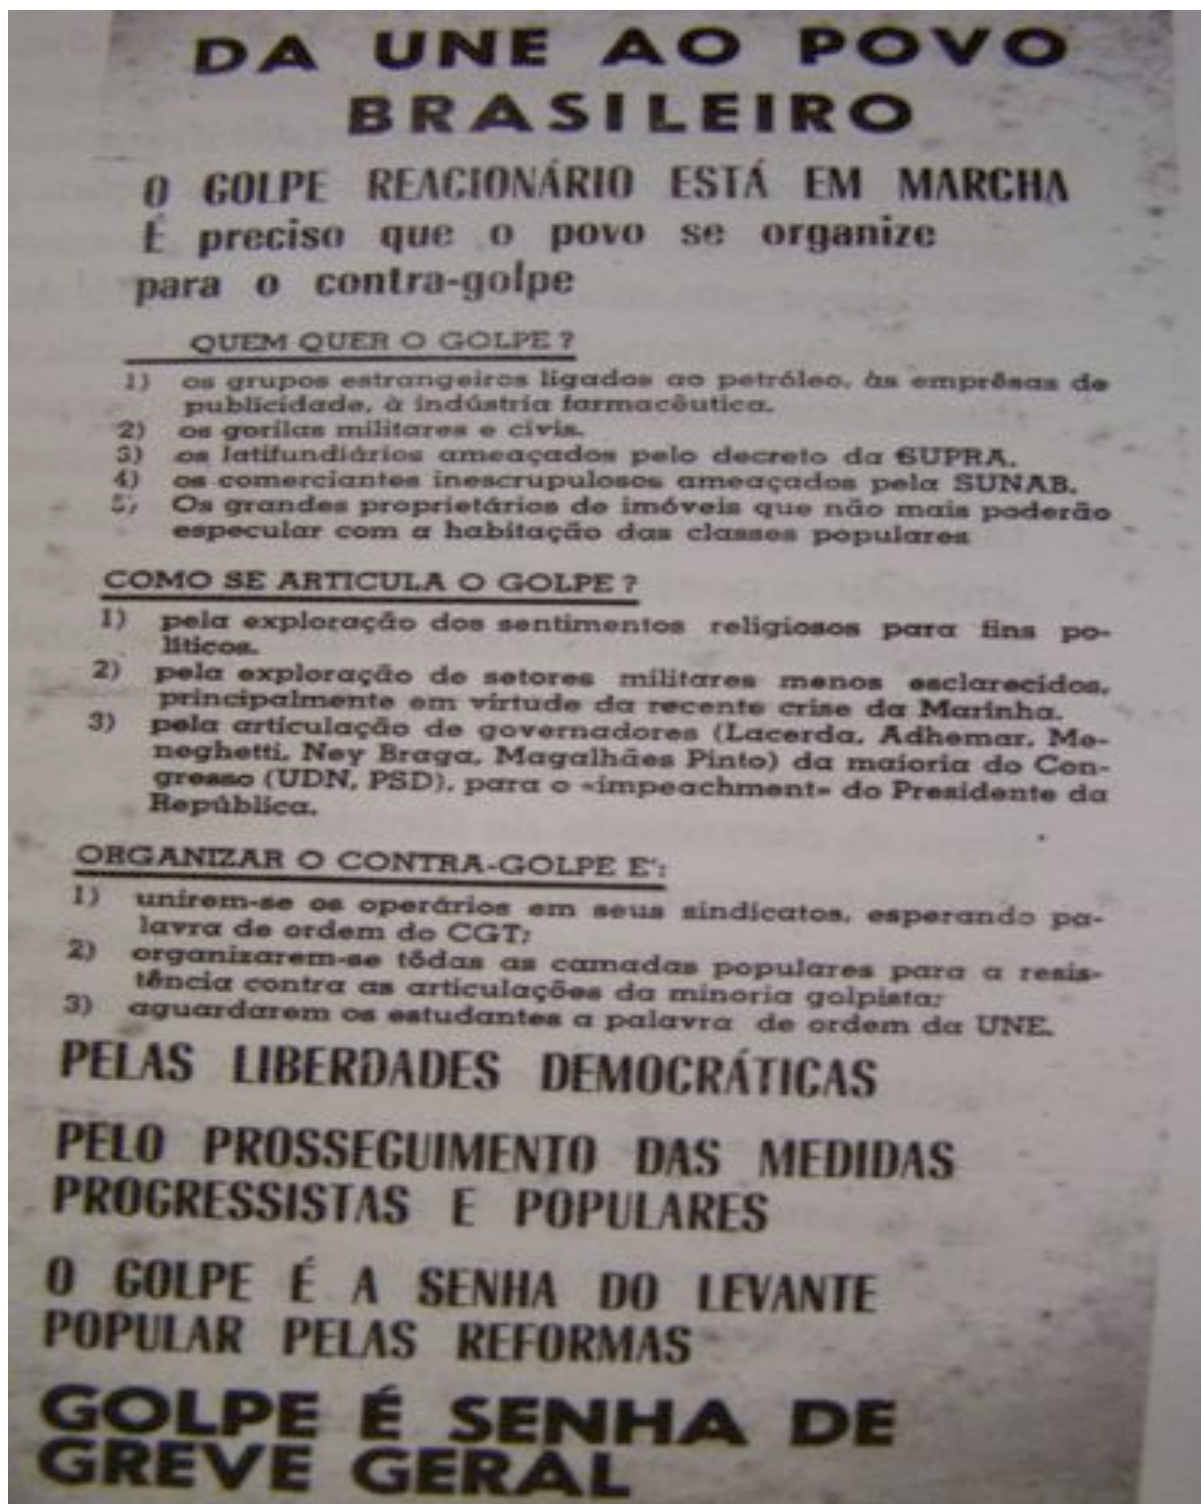 DA UNE AO POVO
BRASILEIRO
O GOLPE REACIONÁRIO ESTÁ EM MARCHA
É preciso que o povo se organize
para o contra-golpe
QUEM QUER O GOLPE ?
1) os grupos estrangeiros ligados ao petróleo, às emprêsas de
publicidade, à indústria farmacêutica.
2) os gorilas militares e civis.
3) os latifundiários ameaçados pelo decreto da SUPRA.
4) os comerciantes inescrupulosos ameaçados pela SUNAB.
5) Os grandes proprietários de imóveis que não mais poderão
especular com a habitação das classes populares
COMO SE ARTICULA O GOLPE ?
1) pela exploração dos sentimentos religiosos para fins po-
líticos.
2) pela exploração de setores militares menos esclarecidos,
principalmente em virtude da recente crise da Marinha.
3) pela articulação de governadores (Lacerda, Adhemar, Me-
neghetti, Ney Braga, Magalhães Pinto) da maioria do Con-
gresso (UDN, PSD), para o «impeachment» do Presidente da
República.
ORGANIZAR O CONTRA-GOLPE E':
1) unirem-se os operários em seus sindicatos, esperando pa-
lavra de ordem do CGT;
2) organizarem-se tôdas as camadas populares para a resis-
tência contra as articulações da minoria golpista;
3) aguardarem os estudantes a palavra de ordem da UNE.
PELAS LIBERDADES DEMOCRÁTICAS
PELO PROSSEGUIMENTO DAS MEDIDAS
PROGRESSISTAS E POPULARES
O GOLPE É A SENHA DO LEVANTE
POPULAR PELAS REFORMAS
GOLPE É SENHA DE
GREVE GERAL